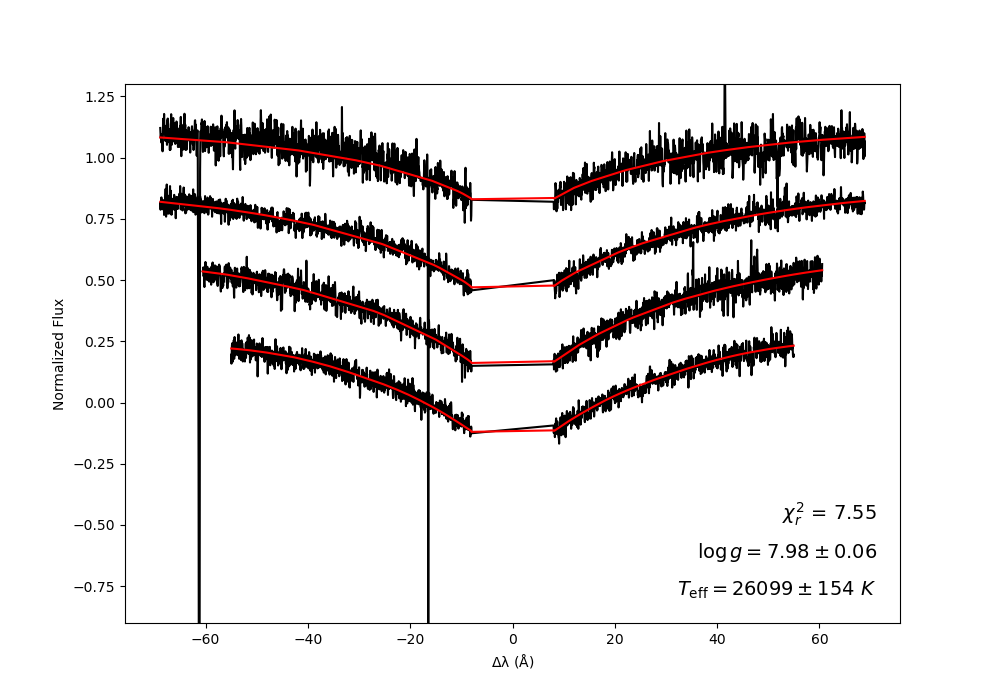 1.25
1.00
0.75
0.50
0.25
0.00
−0.25
−0.50
−0.75
Normalized Flux
χ²ᵣ = 7.55
log g = 7.98 ± 0.06
T_eff = 26099 ± 154 K
−60 −40 −20 0 20 40 60
Δλ (Å)